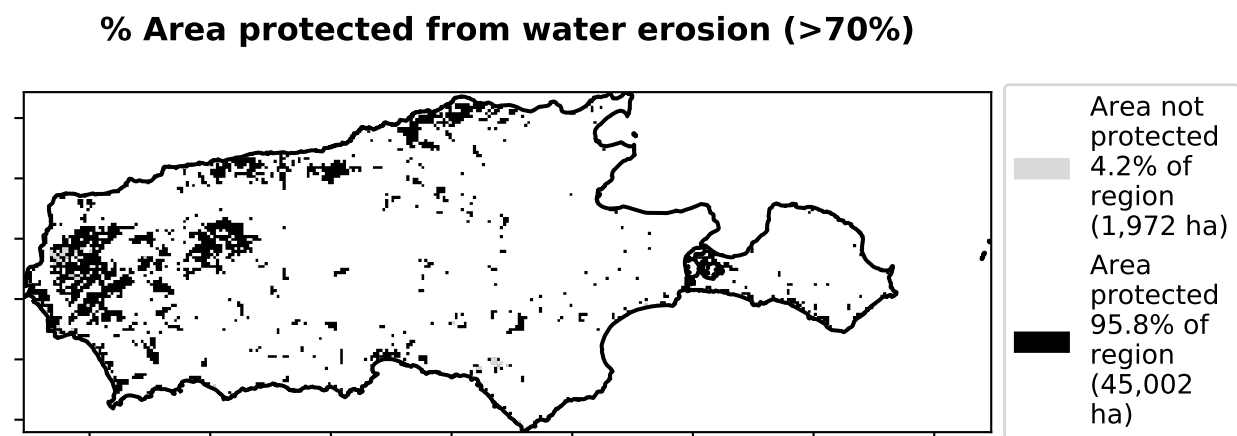 % Area protected from water erosion (>70%)
Area not
protected
4.2% of
region
(1,972 ha)
Area
protected
95.8% of
region
(45,002
ha)